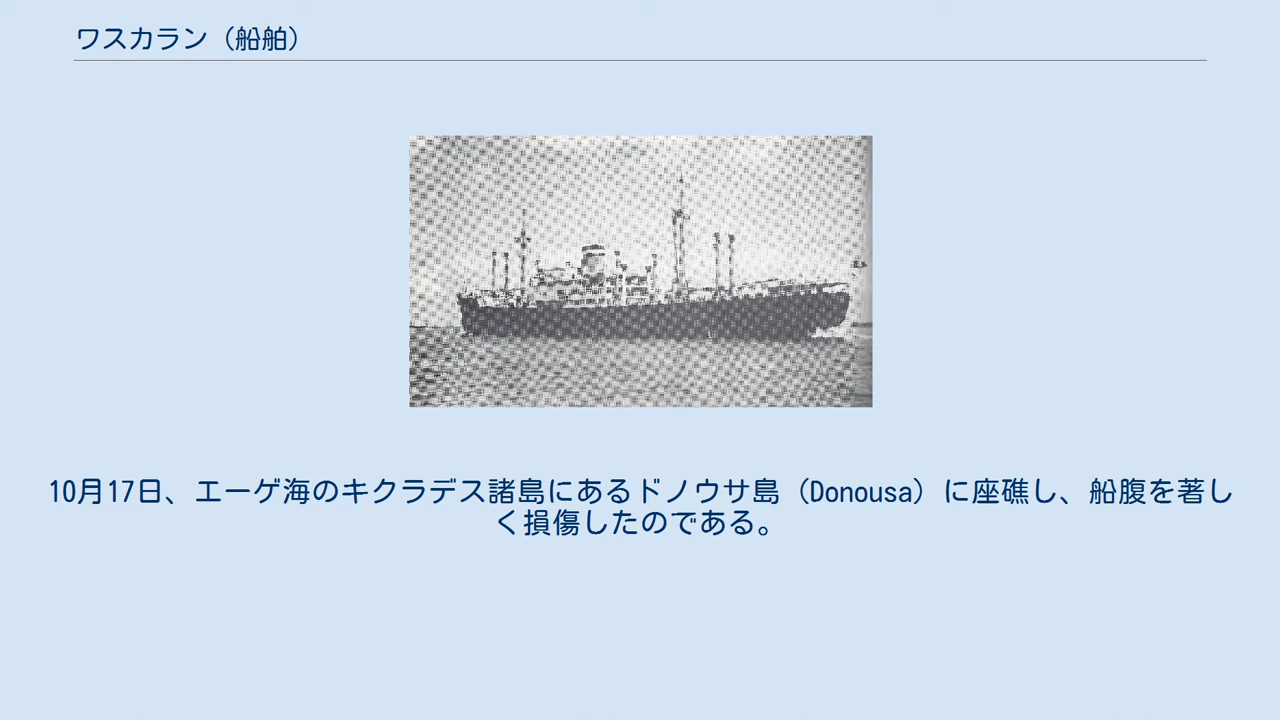 ワスカラン（船舶）
10月17日、エーゲ海のキクラデス諸島にあるドノウサ島（Donousa）に座礁し、船腹を著し
く損傷したのである。